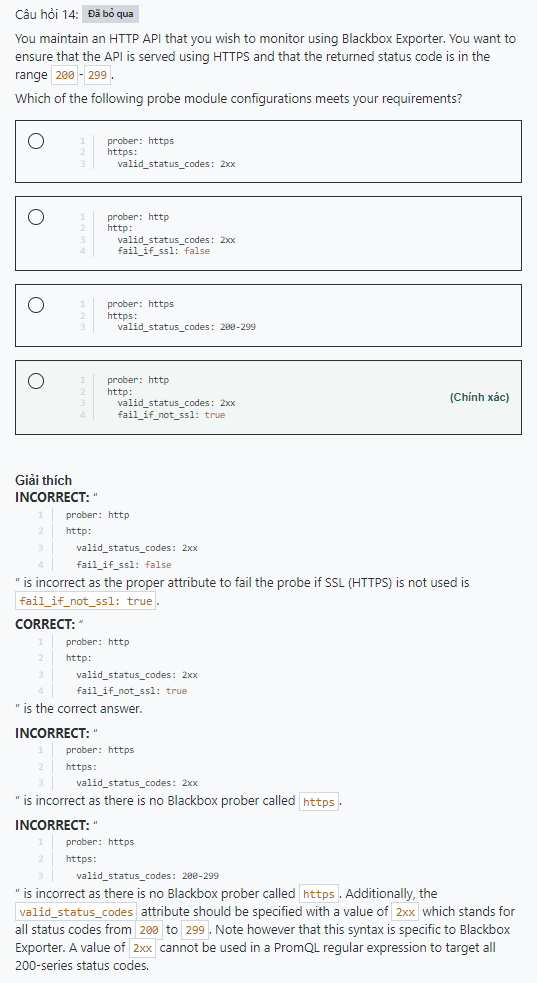 Câu hỏi 14: Đã bỏ qua
You maintain an HTTP API that you wish to monitor using Blackbox Exporter. You want to
ensure that the API is served using HTTPS and that the returned status code is in the
range 200 - 299 .
Which of the following probe module configurations meets your requirements?
1 prober: https
2 https:
3 valid_status_codes: 2xx
1 prober: http
2 http:
3 valid_status_codes: 2xx
4 fail_if_ssl: false
1 prober: https
2 https:
3 valid_status_codes: 200-299
1 prober: http
2 http:
3 valid_status_codes: 2xx
4 fail_if_not_ssl: true
(Chính xác)
Giải thích
INCORRECT: "
1 prober: http
2 http:
3 valid_status_codes: 2xx
4 fail_if_ssl: false
" is incorrect as the proper attribute to fail the probe if SSL (HTTPS) is not used is
fail_if_not_ssl: true .
CORRECT: "
1 prober: http
2 http:
3 valid_status_codes: 2xx
4 fail_if_not_ssl: true
" is the correct answer.
INCORRECT: "
1 prober: https
2 https:
3 valid_status_codes: 2xx
" is incorrect as there is no Blackbox prober called https .
INCORRECT: "
1 prober: https
2 https:
3 valid_status_codes: 200-299
" is incorrect as there is no Blackbox prober called https . Additionally, the
valid_status_codes attribute should be specified with a value of 2xx which stands for
all status codes from 200 to 299 . Note however that this syntax is specific to Blackbox
Exporter. A value of 2xx cannot be used in a PromQL regular expression to target all
200-series status codes.